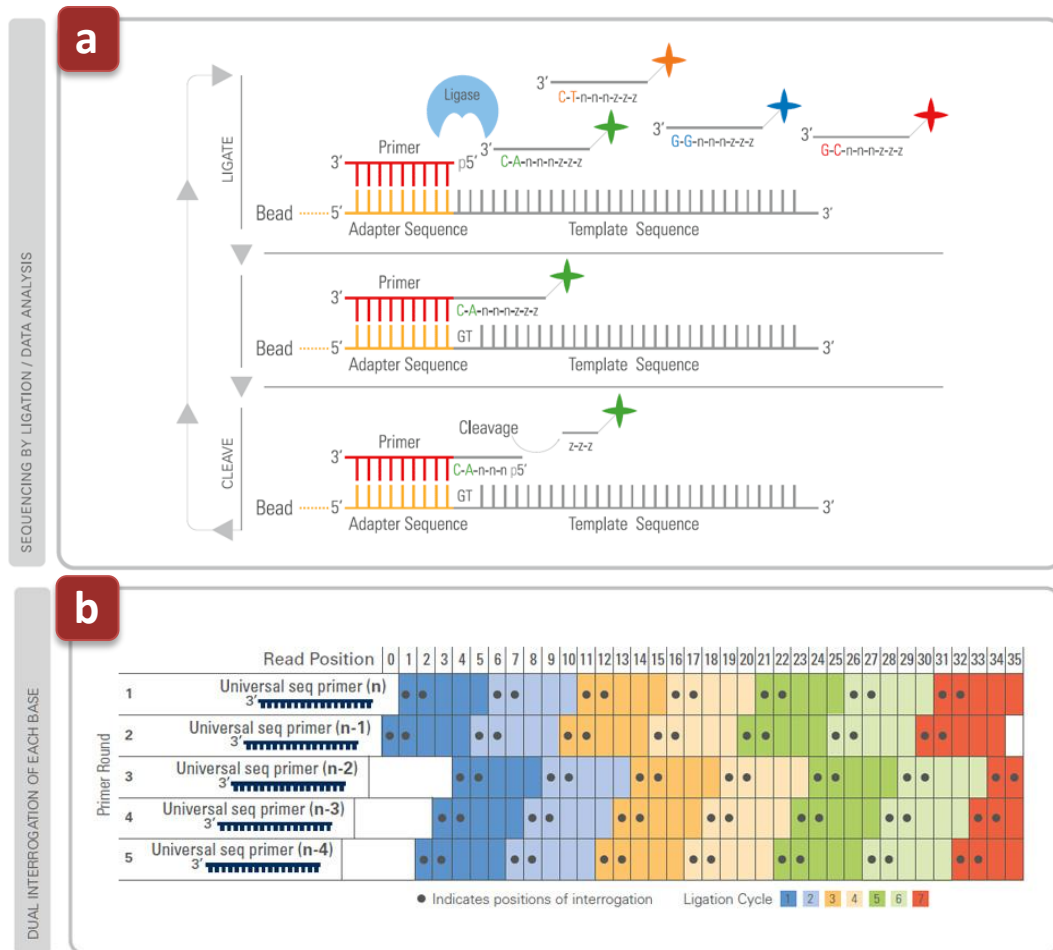 a
SEQUENCING BY LIGATION / DATA ANALYSIS
LIGATE
Ligase
3′
C-T-n-n-n-z-z-z
3′
G-G-n-n-n-z-z-z
3′
G-C-n-n-n-z-z-z
3′ Primer p5′ 3′
C-A-n-n-n-z-z-z
Bead 5′ 3′
Adapter Sequence Template Sequence
Primer
3′
C-A-n-n-n-z-z-z
GT
Bead 5′ 3′
Adapter Sequence Template Sequence
CLEAVE
Cleavage
z-z-z
Primer
3′
C-A-n-n-n p5′
GT
Bead 5′ 3′
Adapter Sequence Template Sequence
b
DUAL INTERROGATION OF EACH BASE
Read Position 0 1 2 3 4 5 6 7 8 9 10 11 12 13 14 15 16 17 18 19 20 21 22 23 24 25 26 27 28 29 30 31 32 33 34 35
Primer Round
1 Universal seq primer (n)
3′
2 Universal seq primer (n-1)
3′
3 Universal seq primer (n-2)
3′
4 Universal seq primer (n-3)
3′
5 Universal seq primer (n-4)
3′
Indicates positions of interrogation Ligation Cycle 1 2 3 4 5 6 7